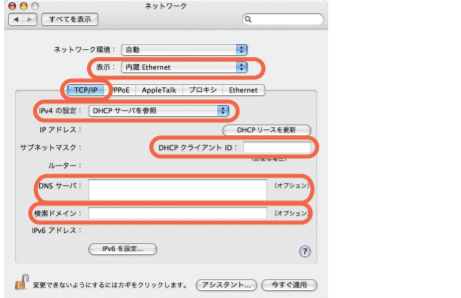 ネットワーク
すべてを表示
ネットワーク環境： 自動
表示： 内蔵 Ethernet
TCP/IP PPPoE AppleTalk プロキシ Ethernet
IPv4 の設定： DHCP サーバを参照
IP アドレス： DHCP リースを更新
サブネットマスク： DHCP クライアント ID：
(必要な場合)
ルーター：
DNS サーバ： (オプション)
検索ドメイン： (オプション)
IPv6 アドレス：
IPv6 を設定...
?
変更できないようにするにはカギをクリックします。 アシスタント... 今すぐ適用